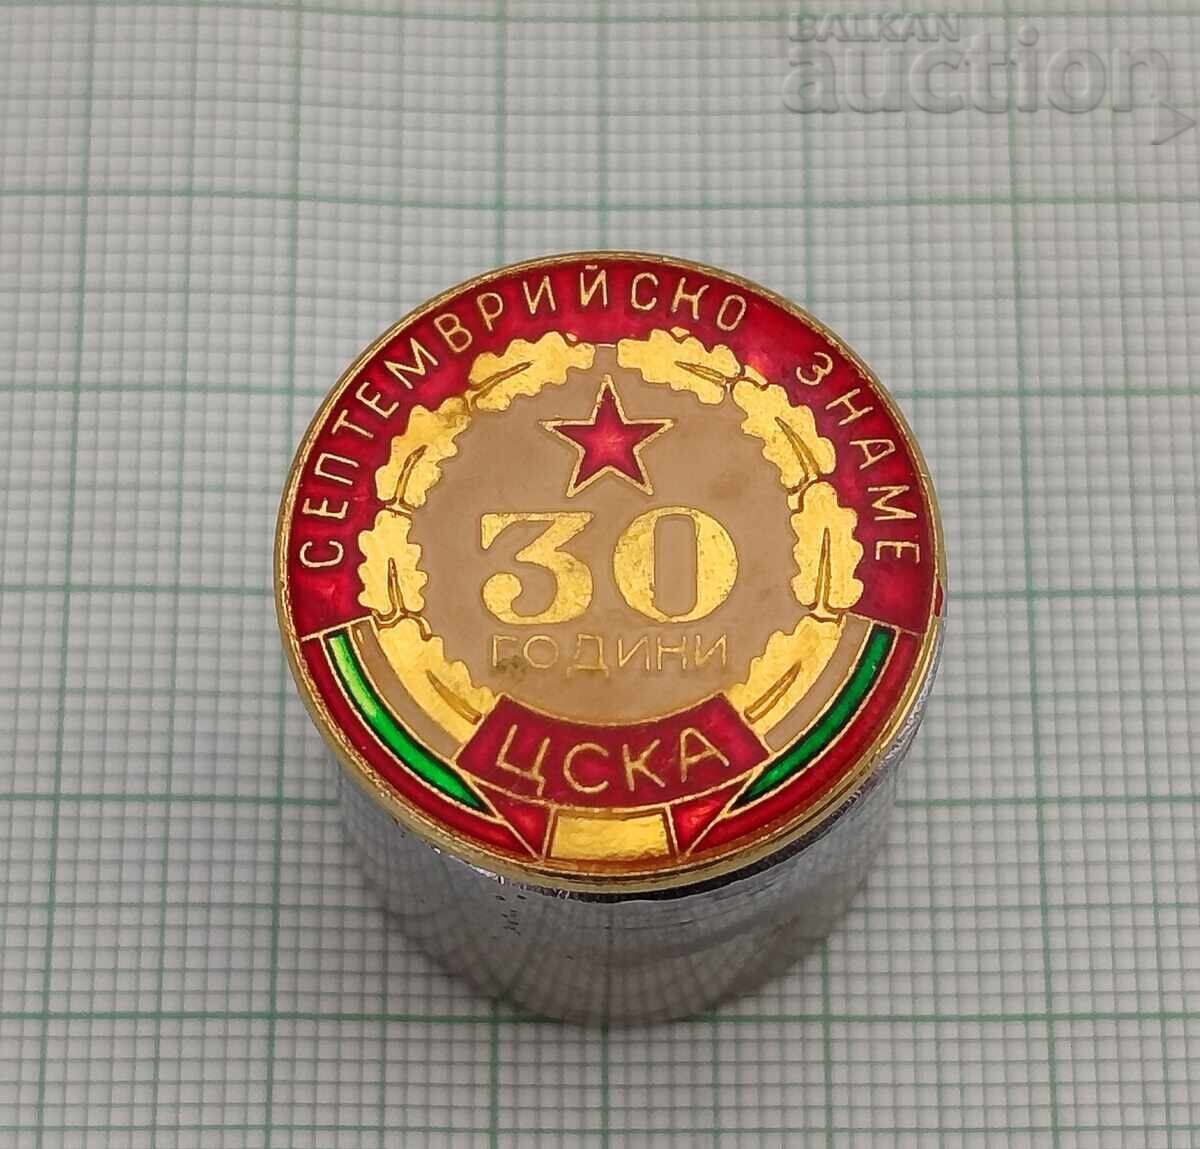 BALKAN
auction
СЕПТЕМВРИЙСКО ЗНАМЕ
30
ГОДИНИ
ЦСКА